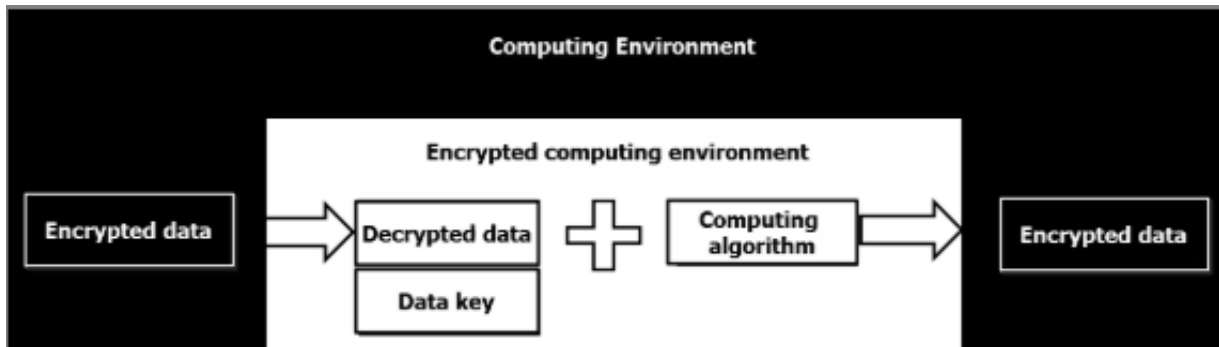 Computing Environment
Encrypted computing environment
Encrypted data
Decrypted data
Data key
Computing
algorithm
Encrypted data